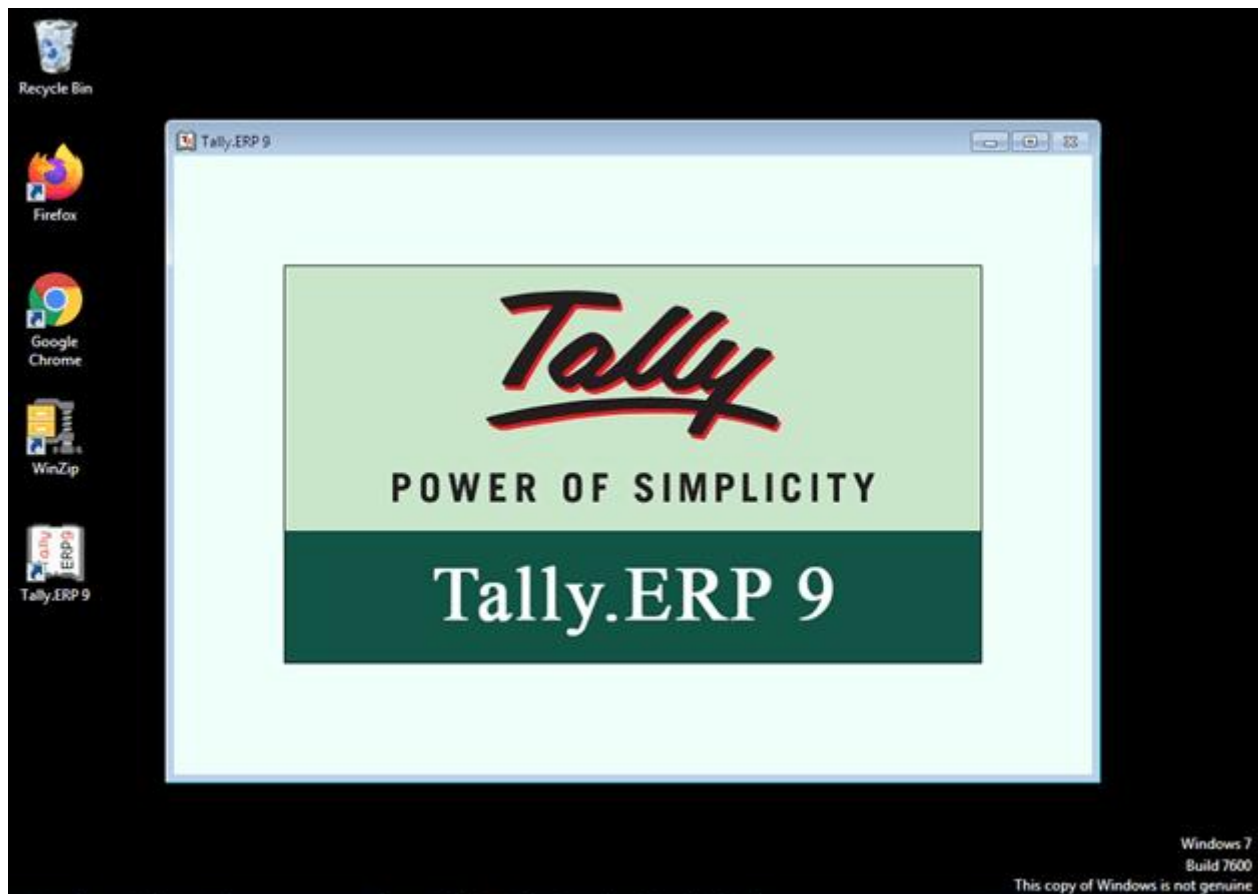 Recycle Bin
Firefox
Google
Chrome
WinZip
Tally
ERP9
Tally.ERP 9
Tally.ERP 9
Tally
POWER OF SIMPLICITY
Tally.ERP 9
Windows 7
Build 7600
This copy of Windows is not genuine